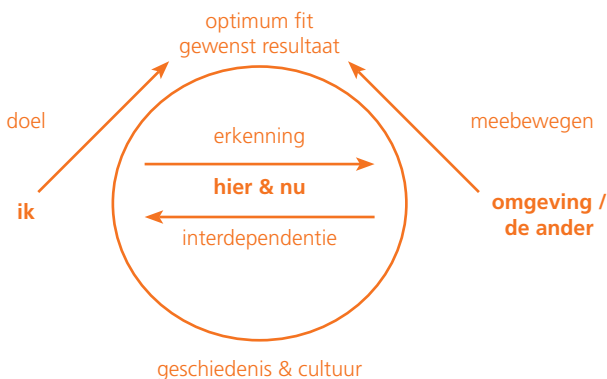 optimum fit
gewenst resultaat
doel
meebewegen
erkenning
hier & nu
ik
omgeving /
de ander
interdependentie
geschiedenis & cultuur